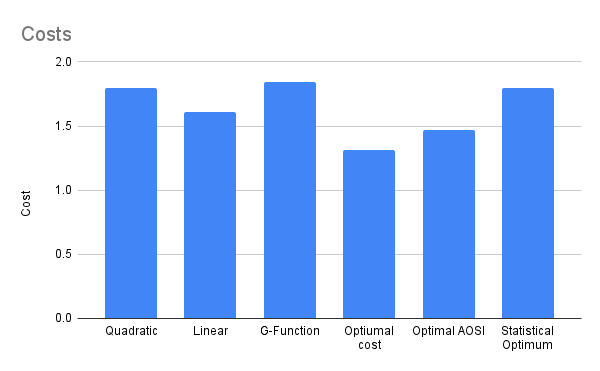 Costs
Cost
2.0
1.5
1.0
0.5
0.0
Quadratic
Linear
G-Function
Optiumal
cost
Optimal AOSI
Statistical
Optimum